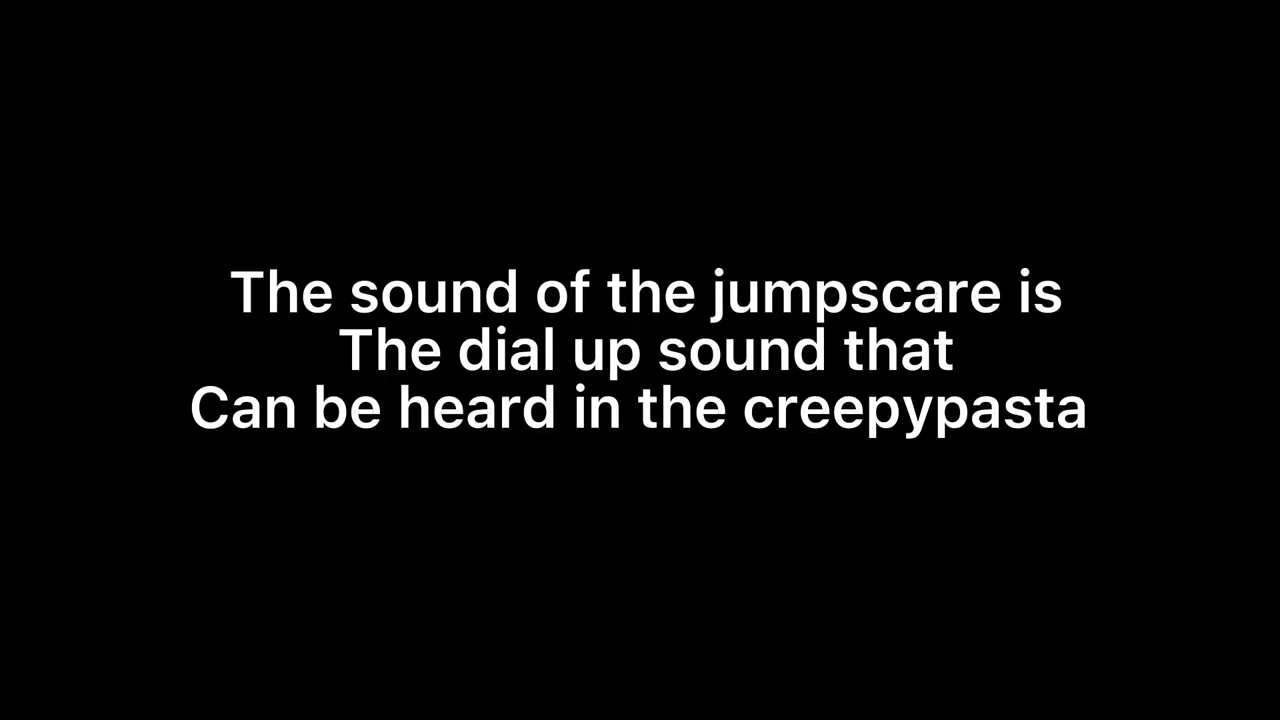 The sound of the jumpscare is
The dial up sound that
Can be heard in the creepypasta